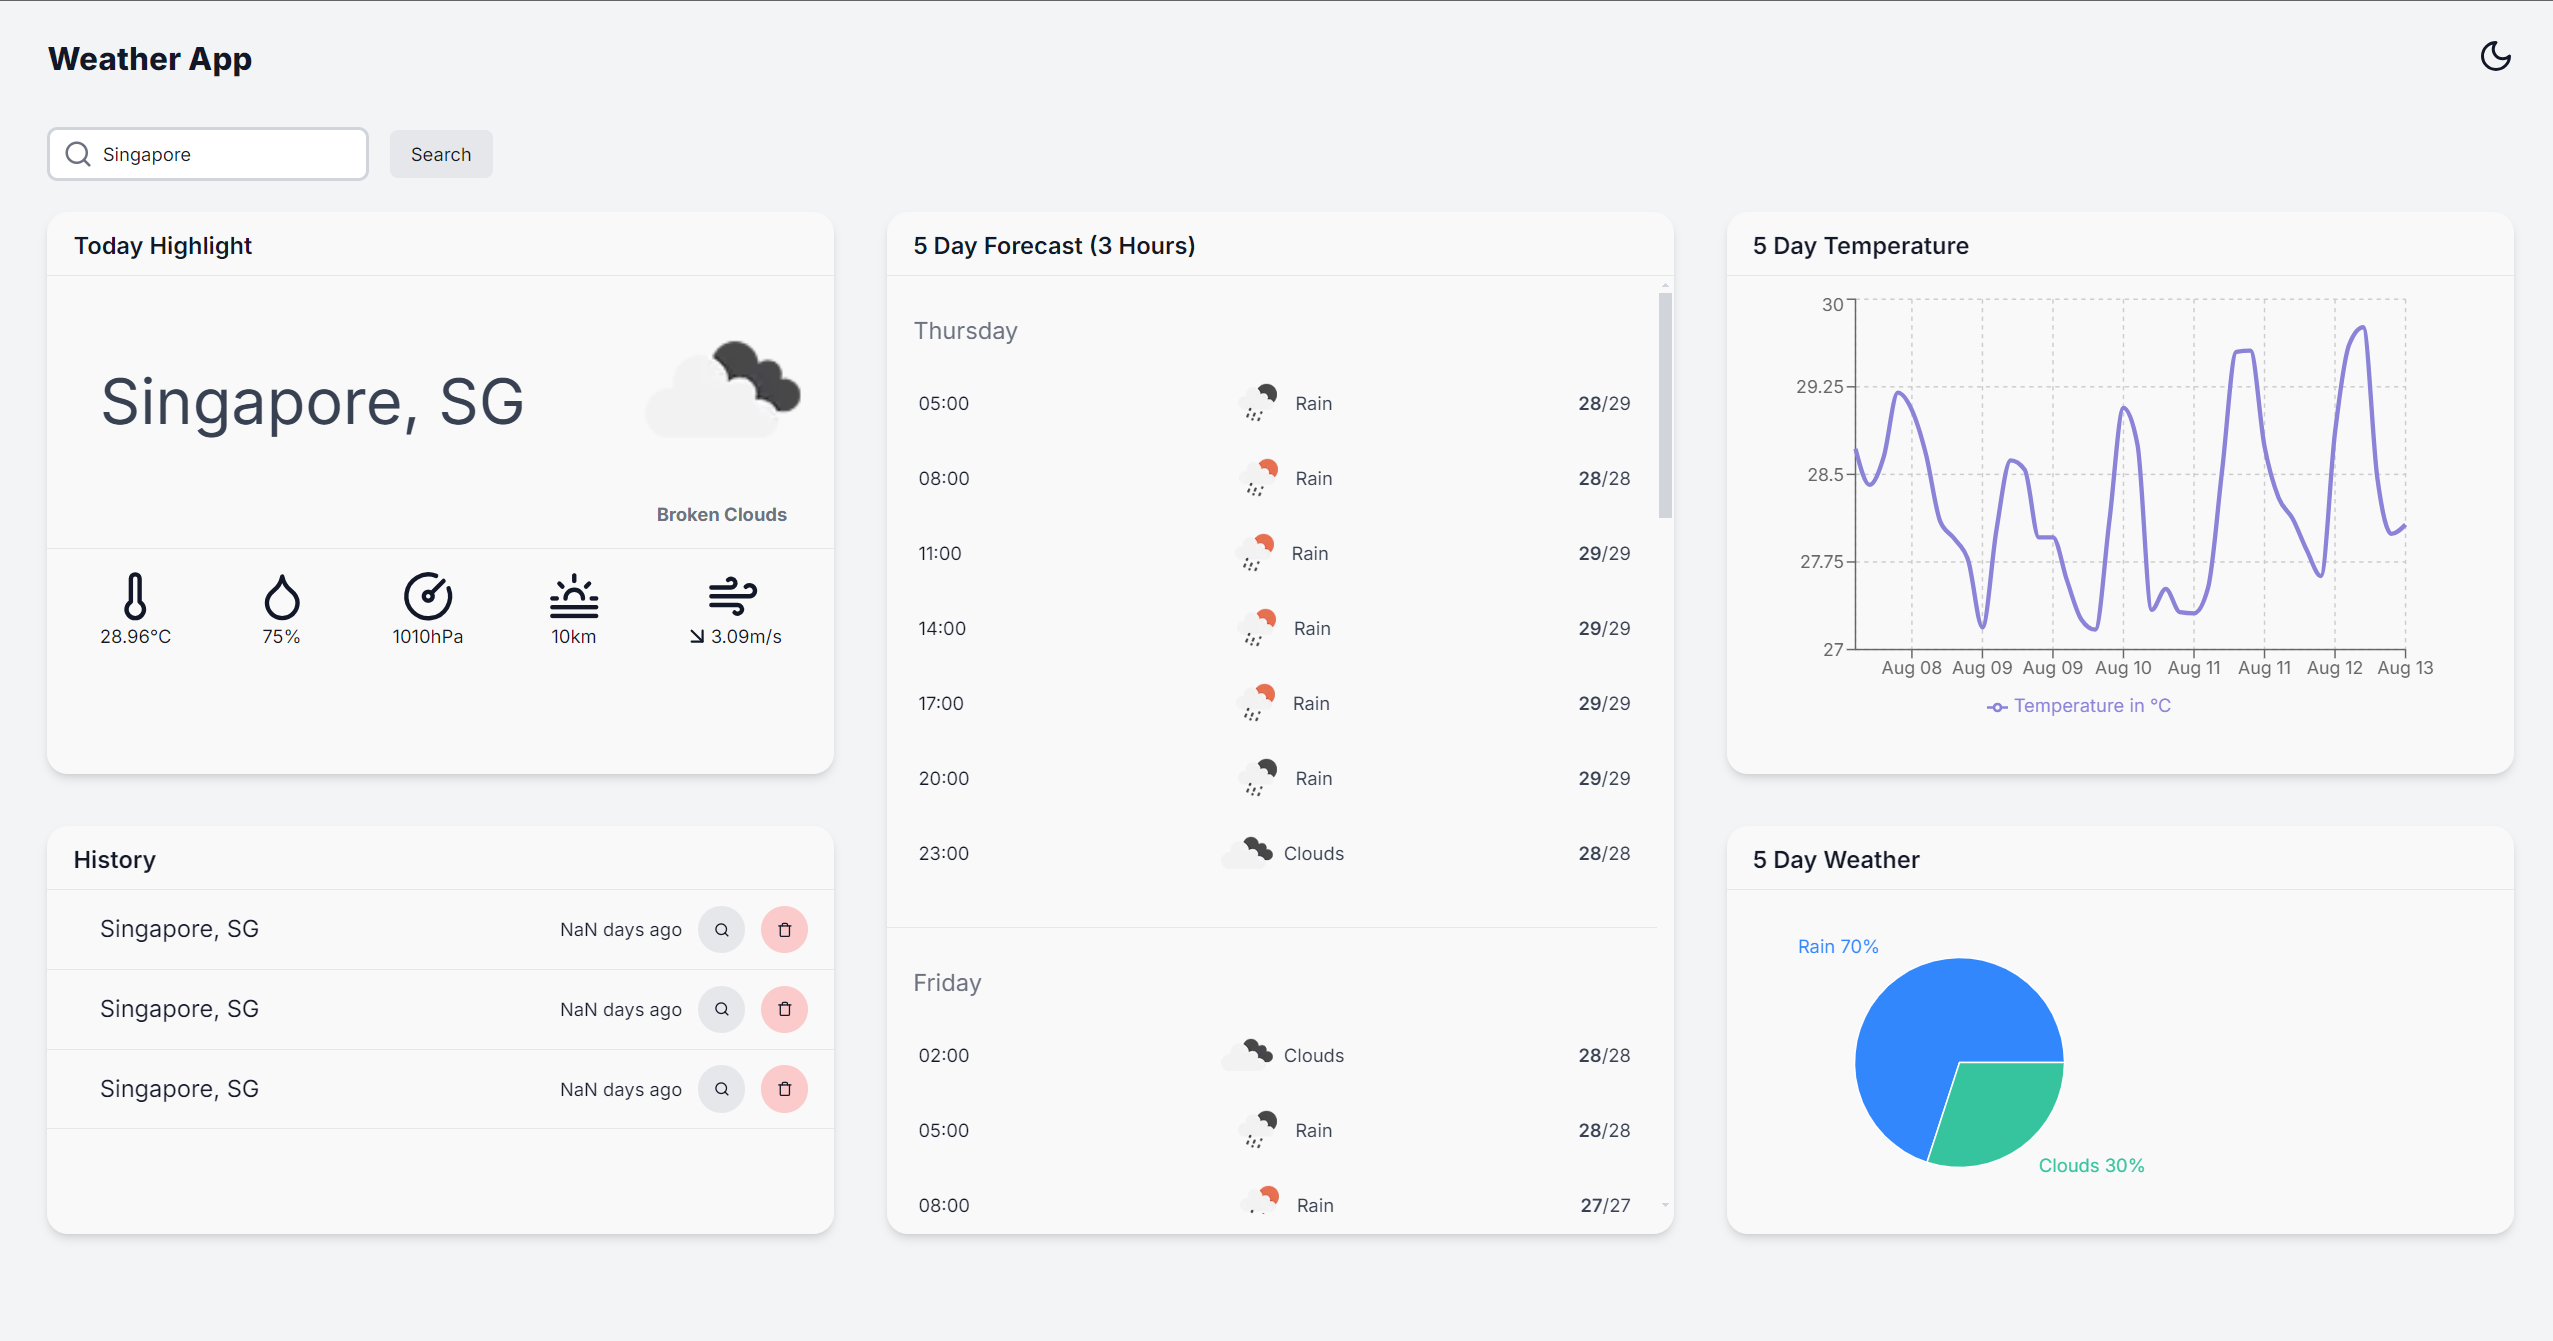 Weather App
Singapore
Search
Today Highlight
Singapore, SG
Broken Clouds
28.96°C
75%
1010hPa
10km
3.09m/s
History
Singapore, SG NaN days ago
Singapore, SG NaN days ago
Singapore, SG NaN days ago
5 Day Forecast (3 Hours)
Thursday
05:00 Rain 28/29
08:00 Rain 28/28
11:00 Rain 29/29
14:00 Rain 29/29
17:00 Rain 29/29
20:00 Rain 29/29
23:00 Clouds 28/28
Friday
02:00 Clouds 28/28
05:00 Rain 28/28
08:00 Rain 27/27
5 Day Temperature
30
29.25
28.5
27.75
27
Aug 08 Aug 09 Aug 09 Aug 10 Aug 11 Aug 11 Aug 12 Aug 13
Temperature in °C
5 Day Weather
Rain 70%
Clouds 30%